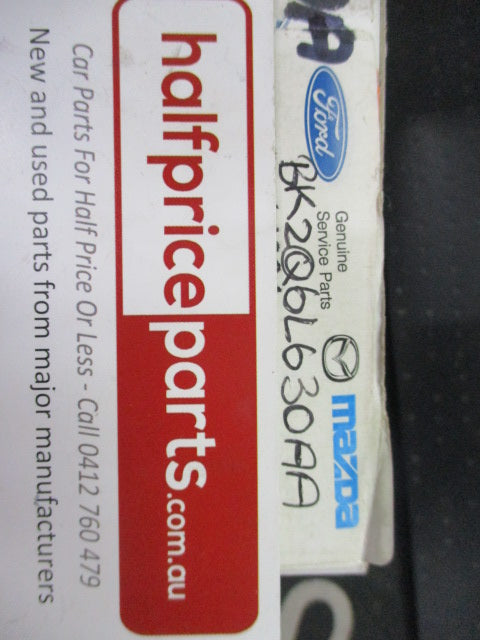 DA
Ford
Genuine
Service Parts
mazda
BK2Q6L630AA
halfpriceparts.com.au
Car Parts For Half Price Or Less - Call 0412 760 479
New and used parts from major manufacturers